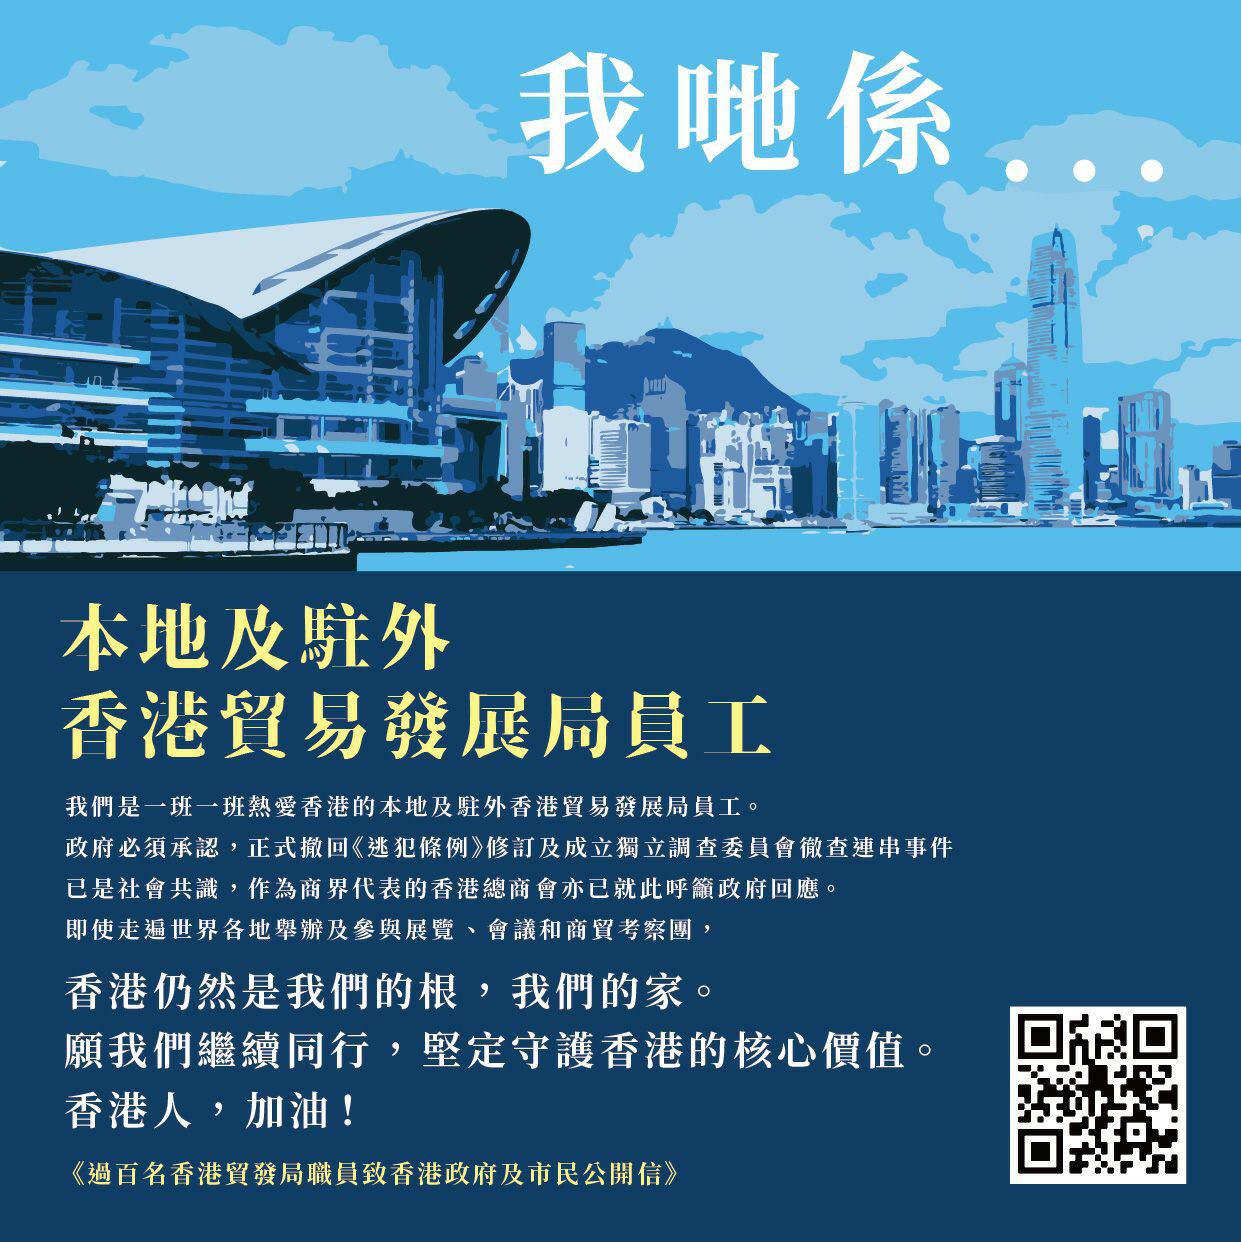 我哋係...
本地及駐外
香港貿易發展局員工
我們是一班一班熱愛香港的本地及駐外香港貿易發展局員工。
政府必須承認，正式撤回《逃犯條例》修訂及成立獨立調查委員會徹查連串事件
已是社會共識，作為商界代表的香港總商會亦已就此呼籲政府回應。
即使走遍世界各地舉辦及參與展覽、會議和商貿考察團，
香港仍然是我們的根，我們的家。
願我們繼續同行，堅定守護香港的核心價值。
香港人，加油！
《過百名香港貿發局職員致香港政府及市民公開信》